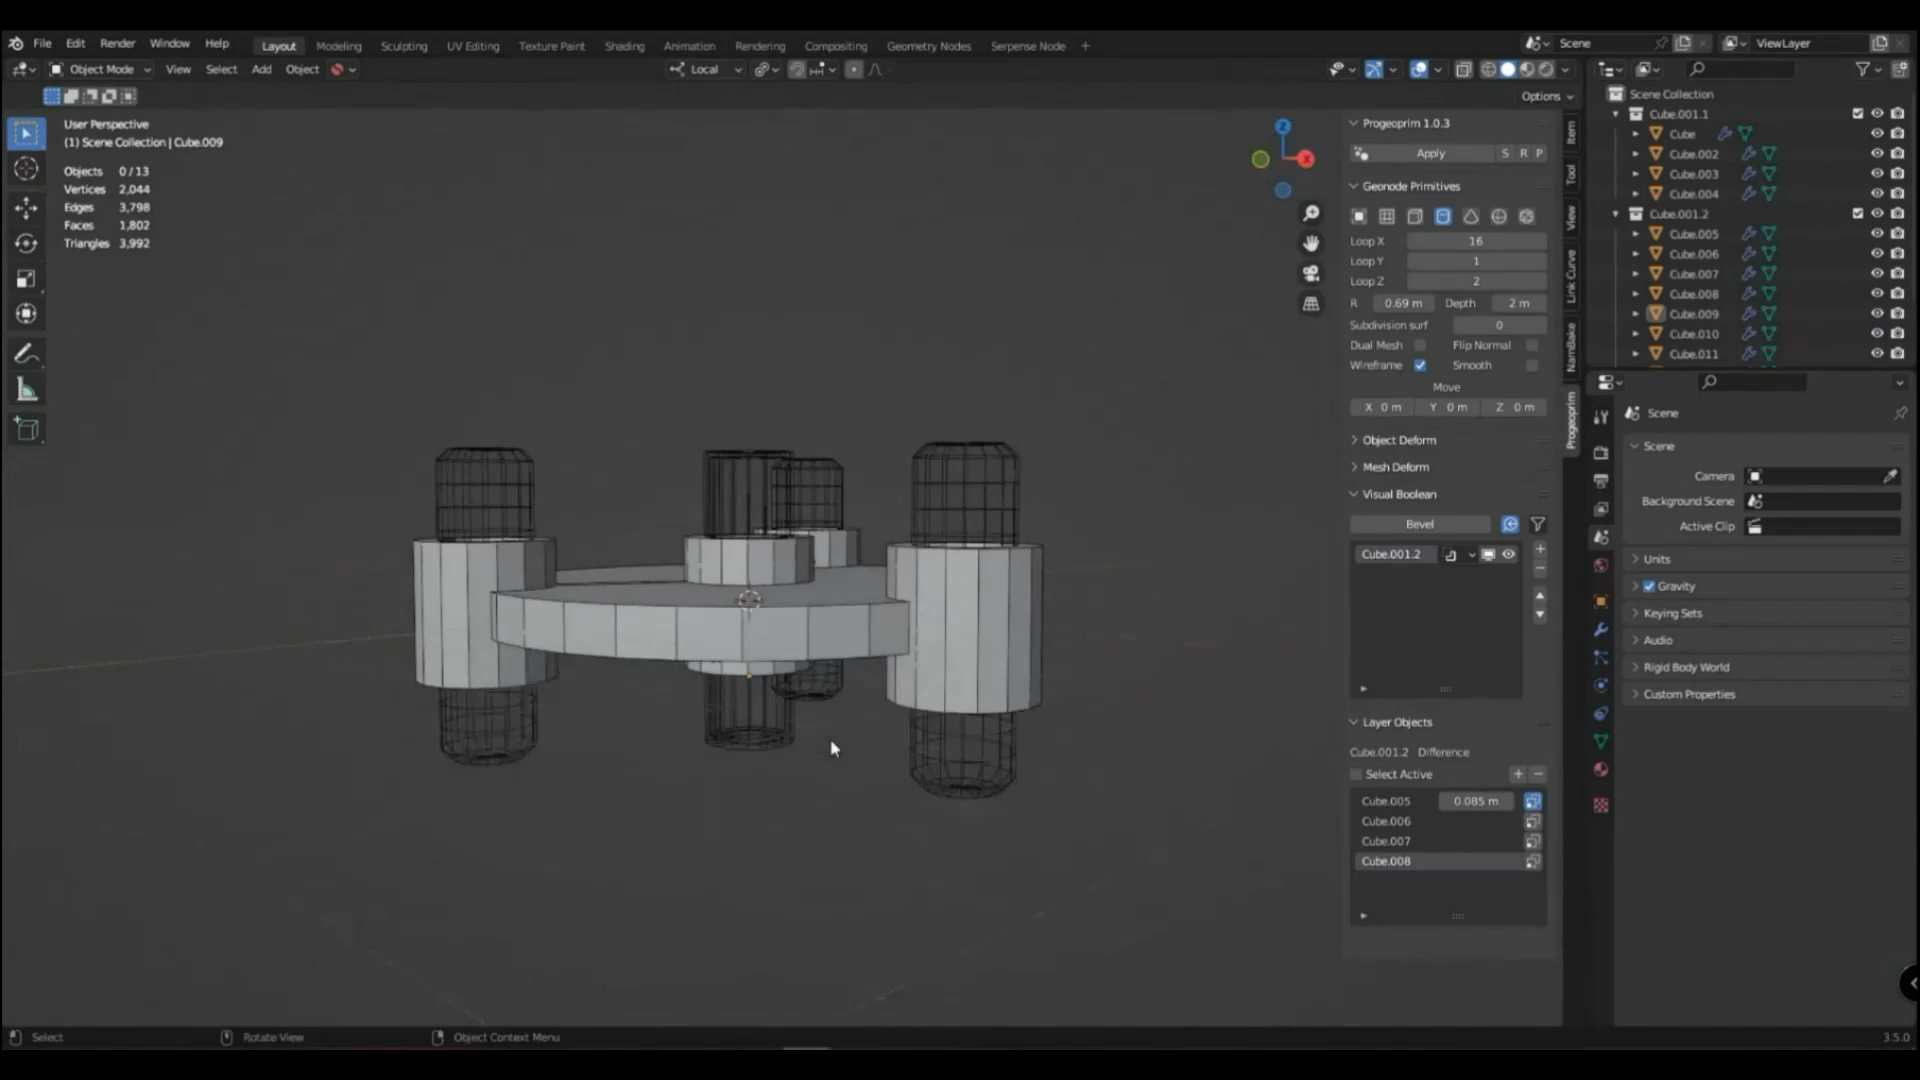 File Edit Render Window Help Layout Modeling Sculpting UV Editing Texture Paint Shading Animation Rendering Compositing Geometry Nodes Serpense Node + Scene ViewLayer
Object Mode View Select Add Object Local
Options
User Perspective
(1) Scene Collection | Cube.009
Objects 0/13
Vertices 2,044
Edges 3,798
Faces 1,802
Triangles 3,992
Z
X
Progeoprim 1.0.3
Apply S R P
Geonode Primitives
Loop X 16
Loop Y 1
Loop Z 2
R 0.69 m Depth 2 m
Subdivision surf 0
Dual Mesh Flip Normal
Wireframe Smooth
Move
X 0 m Y 0 m Z 0 m
Object Deform
Mesh Deform
Visual Boolean
Bevel
Cube.001.2
Layer Objects
Cube.001.2 Difference
Select Active
Cube.005 0.085 m
Cube.006
Cube.007
Cube.008
Item
Tool
View
Link Curve
NamBake
Progeoprim
Scene Collection
Cube.001.1
Cube
Cube.002
Cube.003
Cube.004
Cube.001.2
Cube.005
Cube.006
Cube.007
Cube.008
Cube.009
Cube.010
Cube.011
Scene
Scene
Camera
Background Scene
Active Clip
Units
Gravity
Keying Sets
Audio
Rigid Body World
Custom Properties
Select Rotate View Object Context Menu 3.5.0